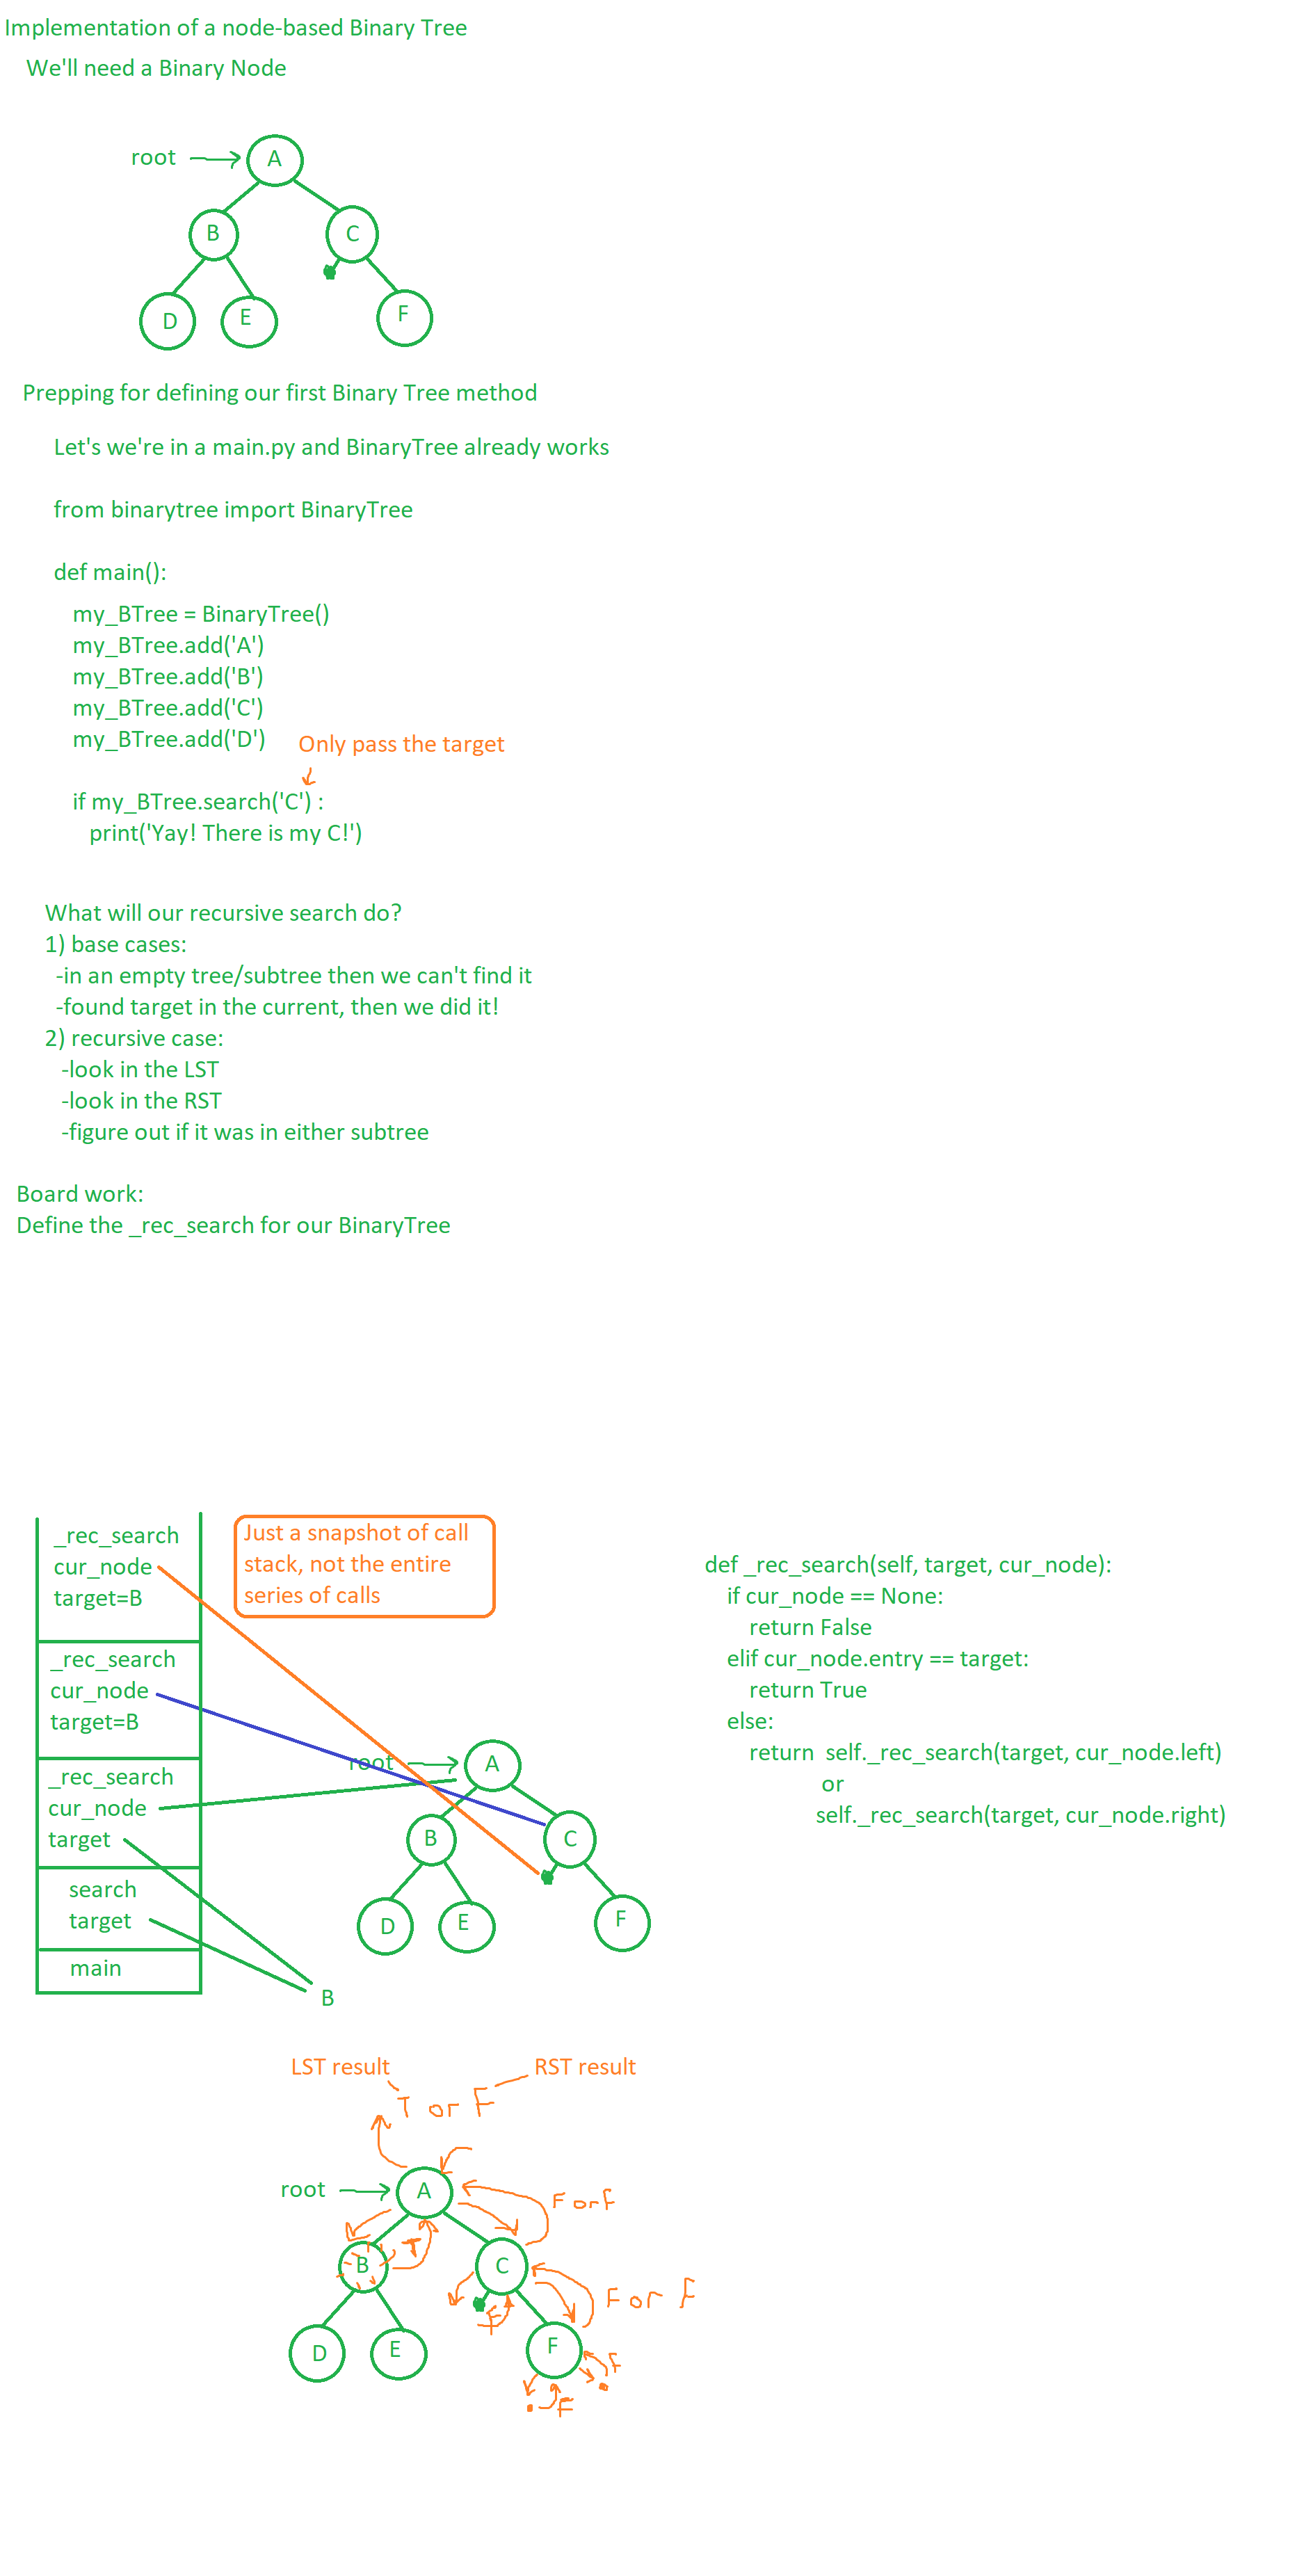 Implementation of a node-based Binary Tree
We'll need a Binary Node
root
A
B
C
D
E
F
Prepping for defining our first Binary Tree method
Let's we're in a main.py and BinaryTree already works
from binarytree import BinaryTree
def main():
my_BTree = BinaryTree()
my_BTree.add('A')
my_BTree.add('B')
my_BTree.add('C')
my_BTree.add('D')
Only pass the target
if my_BTree.search('C') :
print('Yay! There is my C!')
What will our recursive search do?
1) base cases:
-in an empty tree/subtree then we can't find it
-found target in the current, then we did it!
2) recursive case:
-look in the LST
-look in the RST
-figure out if it was in either subtree
Board work:
Define the _rec_search for our BinaryTree
_rec_search
cur_node
target=B
_rec_search
cur_node
target=B
_rec_search
cur_node
target
search
target
main
B
Just a snapshot of call
stack, not the entire
series of calls
root
A
B
C
D
E
F
def _rec_search(self, target, cur_node):
if cur_node == None:
return False
elif cur_node.entry == target:
return True
else:
return self._rec_search(target, cur_node.left)
or
self._rec_search(target, cur_node.right)
LST result
RST result
T or F
root
A
F or F
B
T
C
F
F or F
D
E
F
F
F